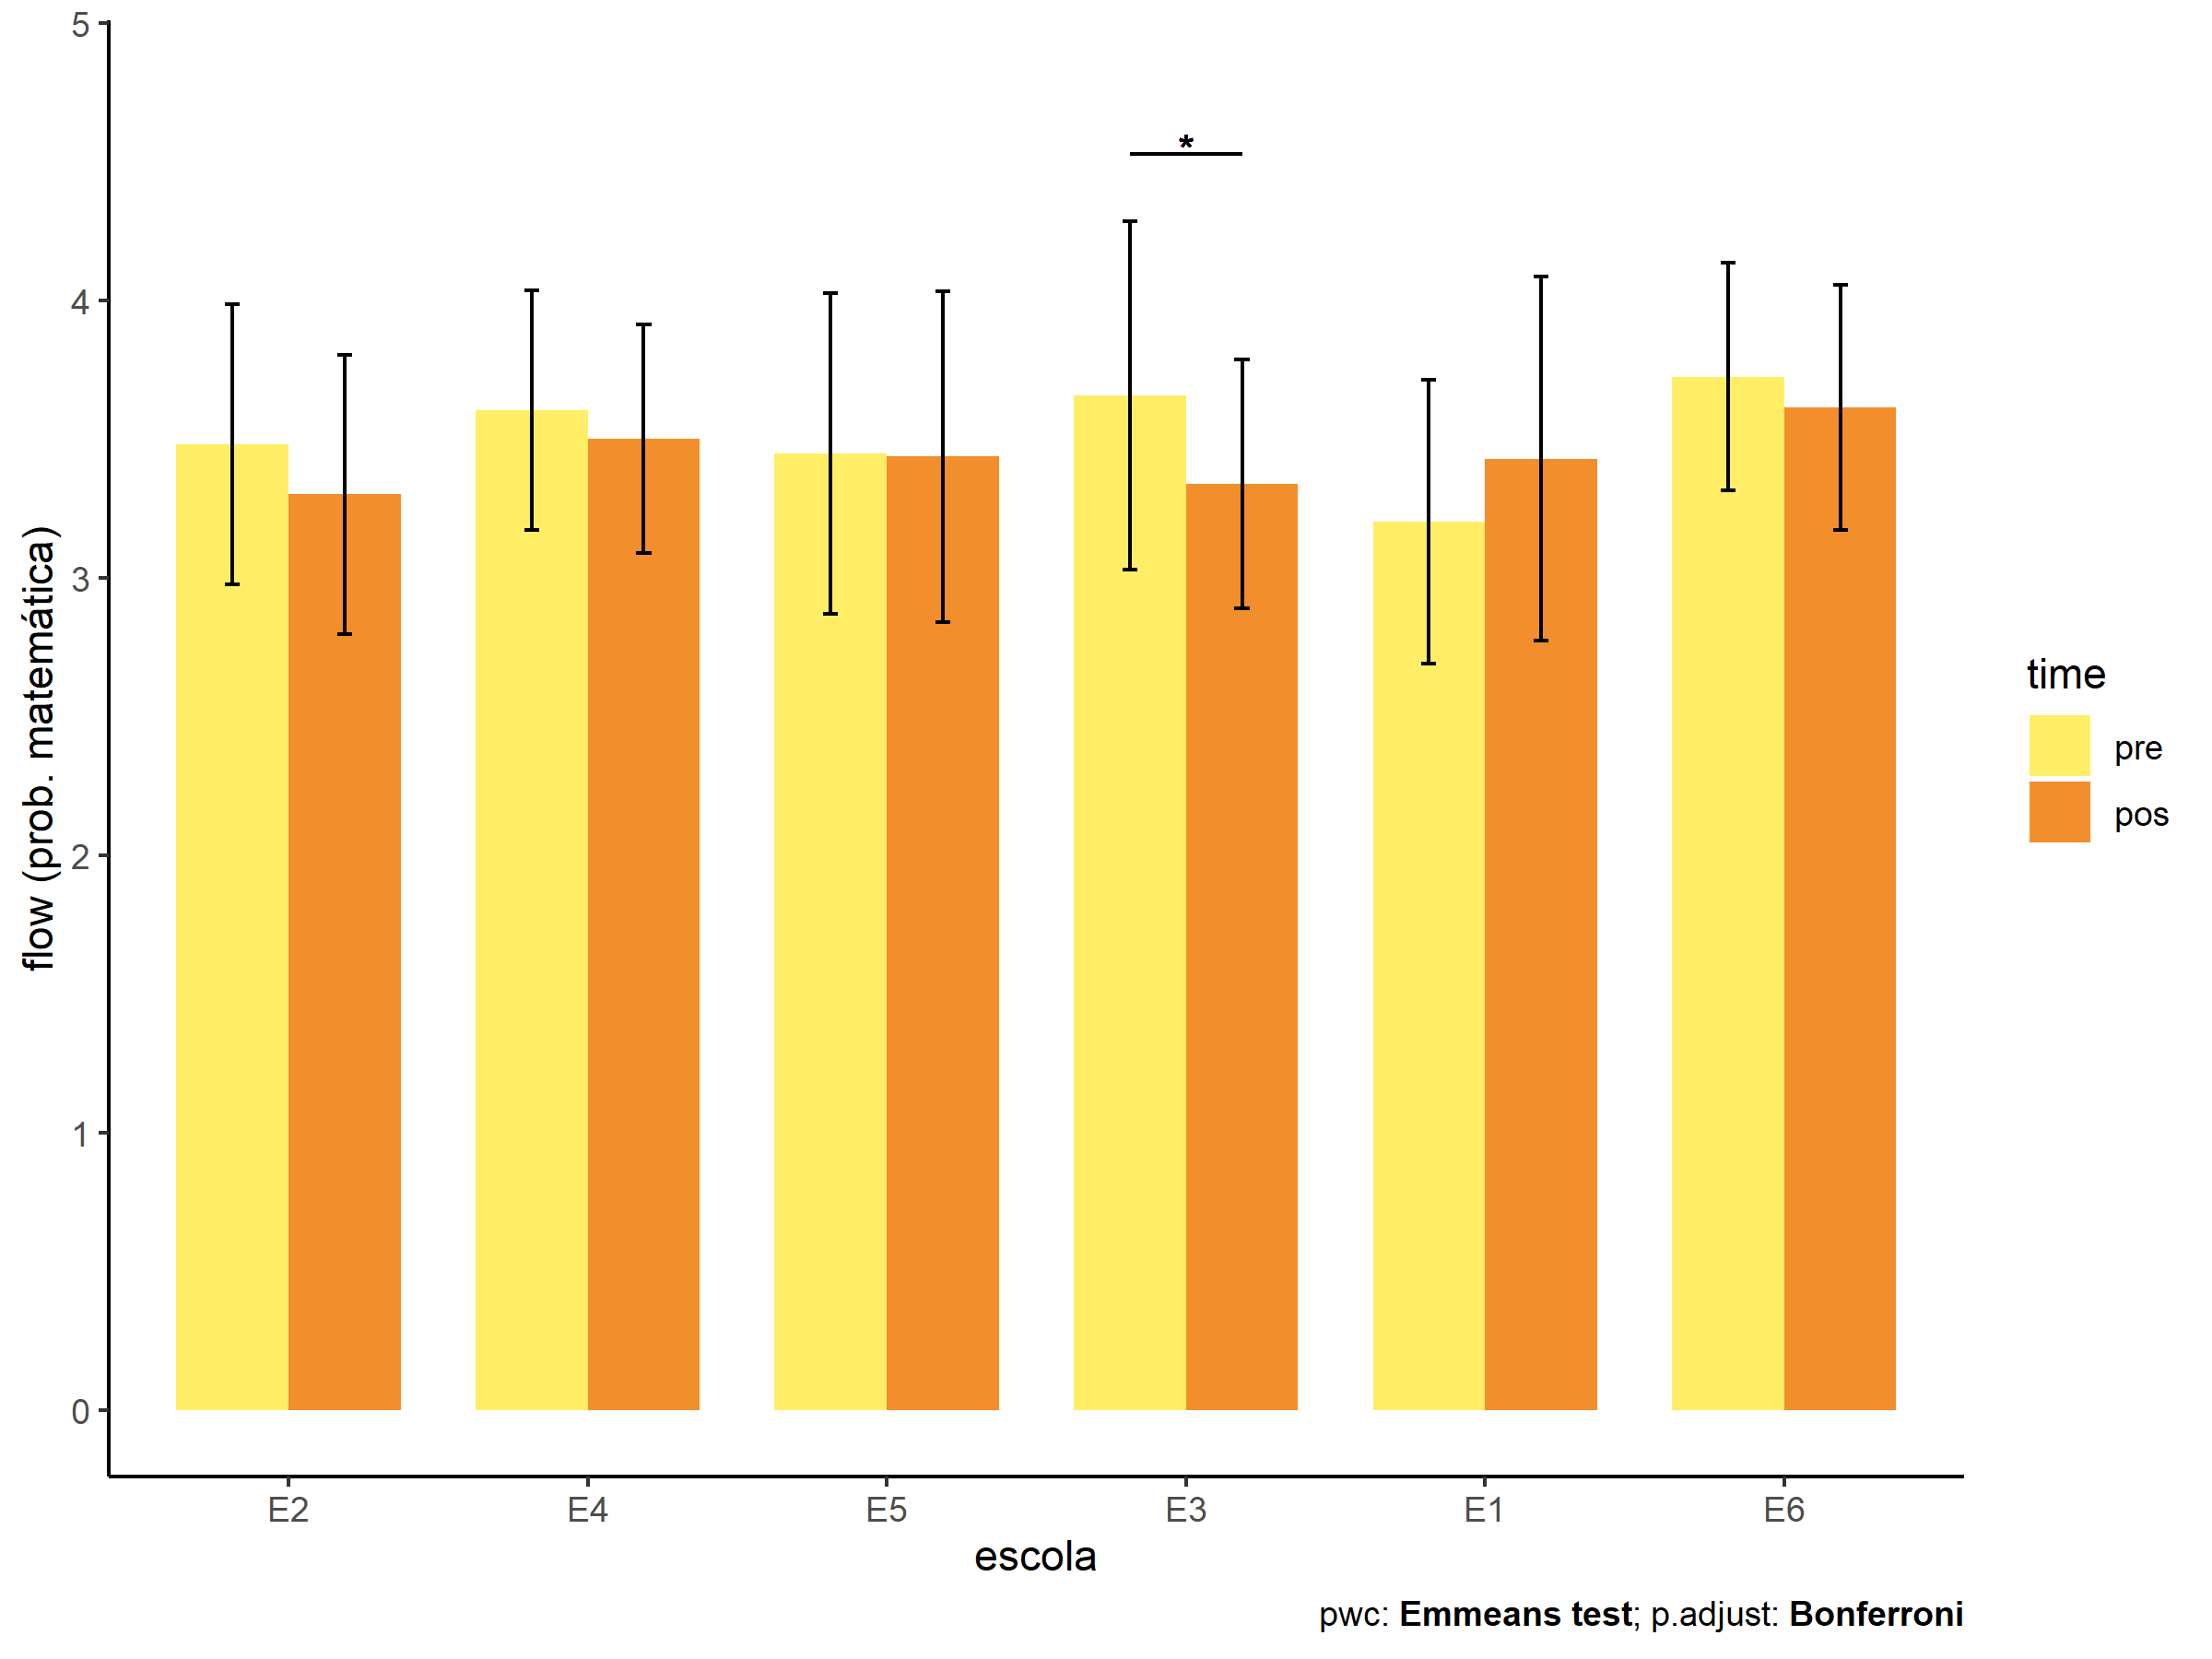 5
4
3
2
1
0
flow (prob. matemática)
*
E2 E4 E5 E3 E1 E6
escola
time
pre
pos
pwc: Emmeans test; p.adjust: Bonferroni